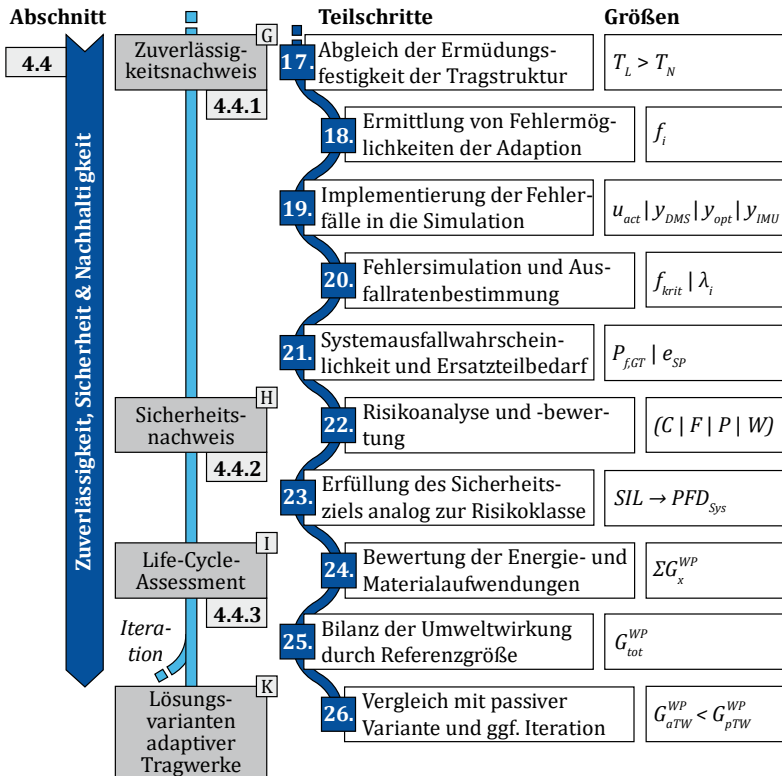 Abschnitt
Teilschritte
Größen
4.4
Zuverlässigkeit, Sicherheit & Nachhaltigkeit
G
Zuverlässig-
keitsnachweis
4.4.1
17.
Abgleich der Ermüdungs-
festigkeit der Tragstruktur
T_L > T_N
18.
Ermittlung von Fehlermög-
lichkeiten der Adaption
f_i
19.
Implementierung der Fehler-
fälle in die Simulation
u_act | y_DMS | y_opt | y_IMU
20.
Fehlersimulation und Aus-
fallratenbestimmung
f_krit | λ_i
21.
Systemausfallwahrschein-
lichkeit und Ersatzteilbedarf
P_f,GT | e_SP
H
Sicherheits-
nachweis
4.4.2
22.
Risikoanalyse und -bewer-
tung
(C | F | P | W)
23.
Erfüllung des Sicherheits-
ziels analog zur Risikoklasse
SIL → PFD_Sys
I
Life-Cycle-
Assessment
4.4.3
24.
Bewertung der Energie- und
Materialaufwendungen
ΣG_x^WP
Itera-
tion
25.
Bilanz der Umweltwirkung
durch Referenzgröße
G_tot^WP
K
Lösungs-
varianten
adaptiver
Tragwerke
26.
Vergleich mit passiver
Variante und ggf. Iteration
G_aTW^WP < G_pTW^WP